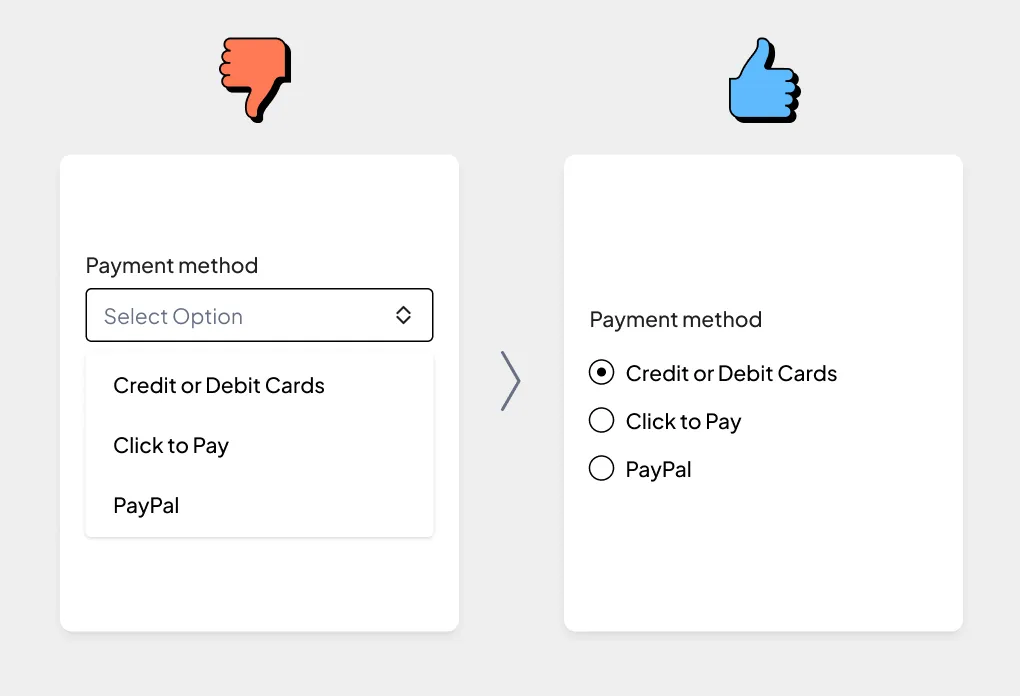 Payment method
Select Option
Credit or Debit Cards
Click to Pay
PayPal
Payment method
Credit or Debit Cards
Click to Pay
PayPal